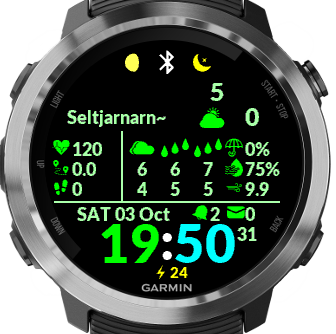 5
Seltjarnarn~ 0
120 0%
0.0 6 6 7 75%
0 4 5 5 9.9
SAT 03 Oct 2 0
19:50 31
24
GARMIN
LIGHT
START · STOP
UP
DOWN
BACK